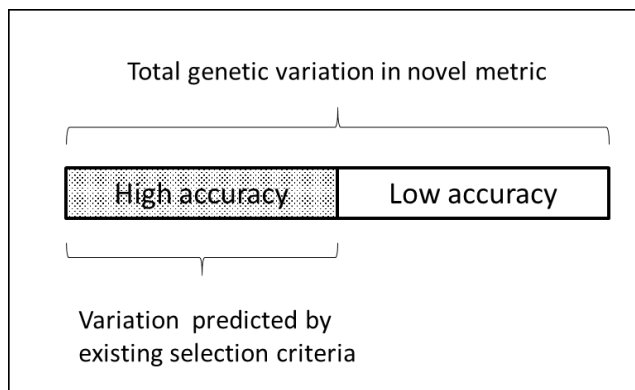 Total genetic variation in novel metric
High accuracy
Low accuracy
Variation predicted by
existing selection criteria